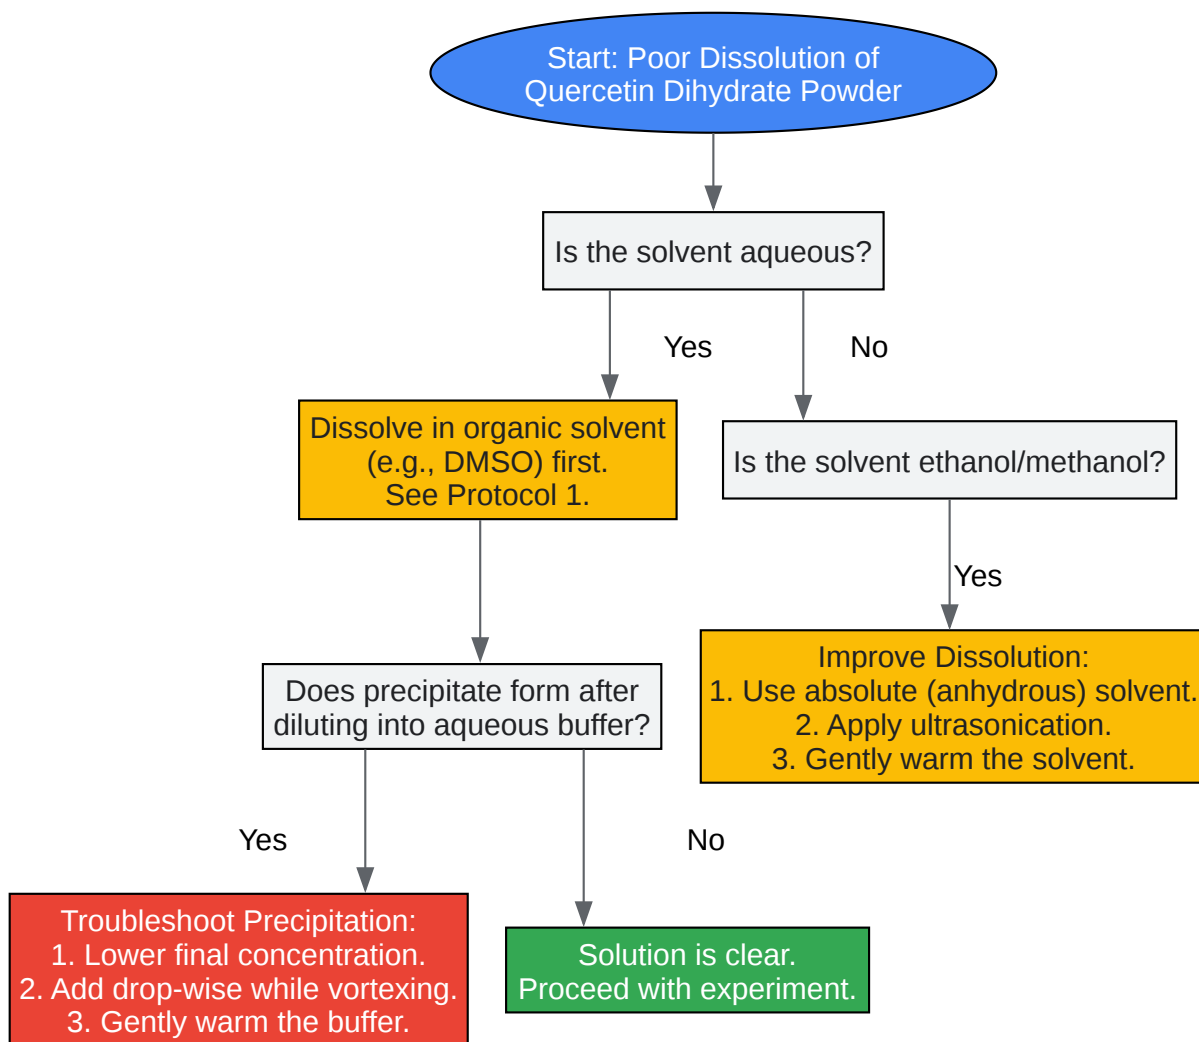 Start: Poor Dissolution of
Quercetin Dihydrate Powder
Is the solvent aqueous?
Yes
No
Dissolve in organic solvent
(e.g., DMSO) first.
See Protocol 1.
Is the solvent ethanol/methanol?
Yes
Improve Dissolution:
1. Use absolute (anhydrous) solvent.
2. Apply ultrasonication.
3. Gently warm the solvent.
Does precipitate form after
diluting into aqueous buffer?
Yes
No
Troubleshoot Precipitation:
1. Lower final concentration.
2. Add drop-wise while vortexing.
3. Gently warm the buffer.
Solution is clear.
Proceed with experiment.